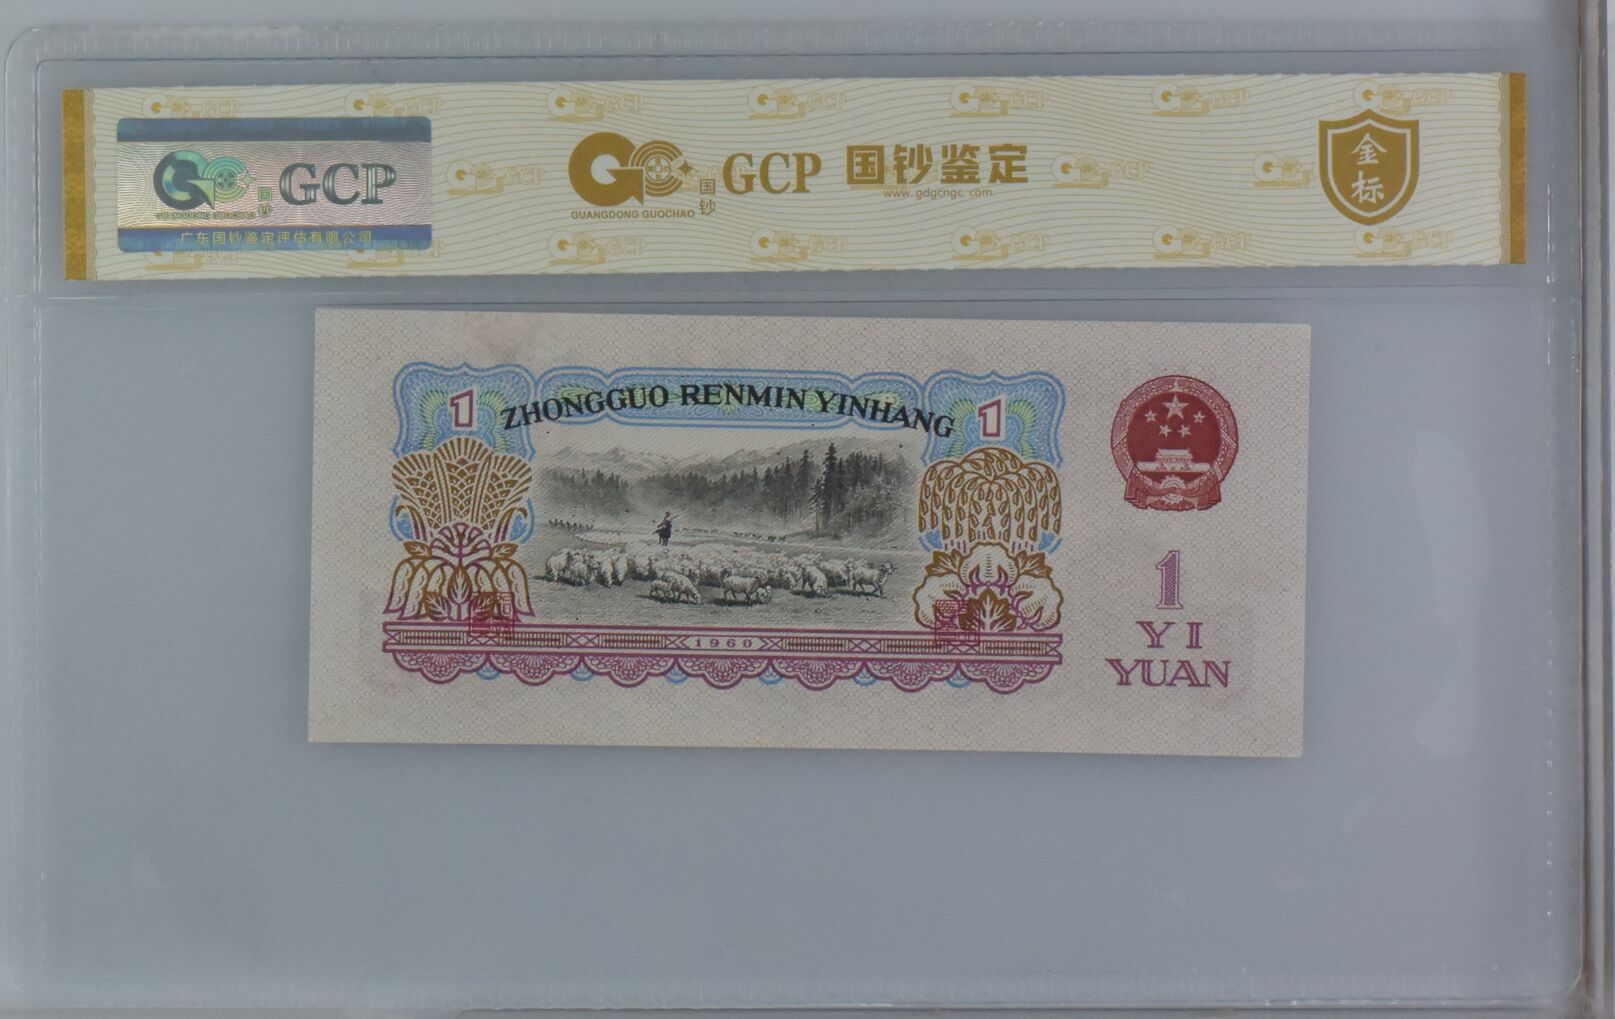 GCP
国
钞
GUANGDONG GUOCHAO
广东国钞鉴定评估有限公司
GCP 国钞鉴定
www.gdgcngc.com
国
钞
GUANGDONG GUOCHAO
金
标
ZHONGGUO RENMIN YINHANG
1
1
1960
1
YI
YUAN